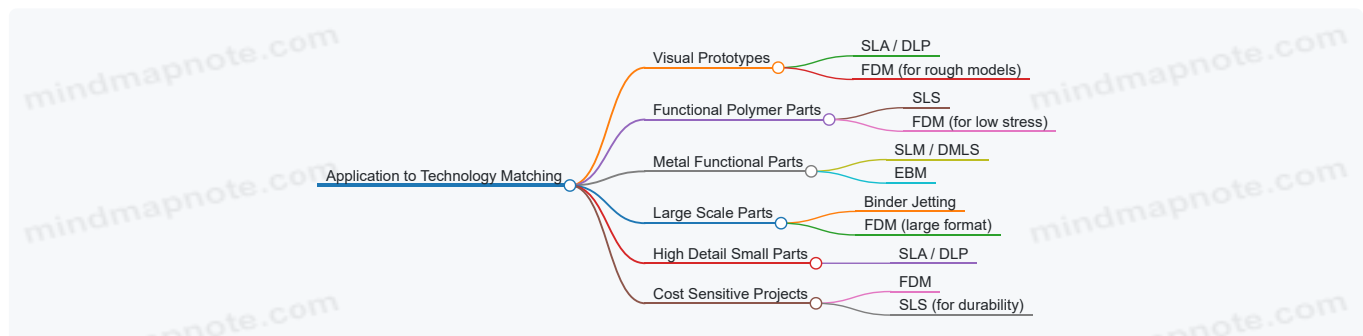 Application to Technology Matching
Visual Prototypes
SLA / DLP
FDM (for rough models)
Functional Polymer Parts
SLS
FDM (for low stress)
Metal Functional Parts
SLM / DMLS
EBM
Large Scale Parts
Binder Jetting
FDM (large format)
High Detail Small Parts
SLA / DLP
Cost Sensitive Projects
FDM
SLS (for durability)
mindmapnote.com
mindmapnote.com
mindmapnote.com
mindmapnote.com
mindmapnote.com
mindmapnote.com